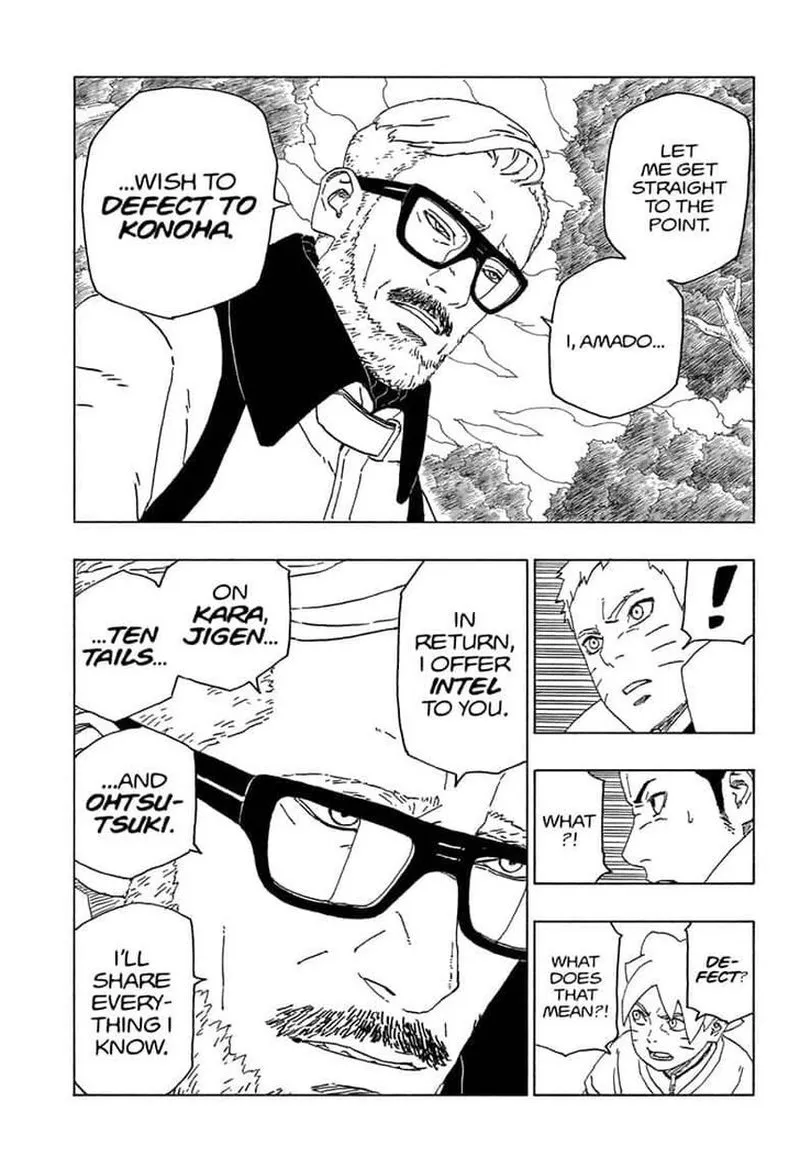 LET
ME GET
STRAIGHT
TO THE
POINT.
I, AMADO...
...WISH TO
DEFECT TO
KONOHA.
!
WHAT
?!
DE-
FECT?
WHAT
DOES
THAT
MEAN?!
IN
RETURN,
I OFFER
INTEL
TO YOU.
ON
KARA,
JIGEN...
...TEN
TAILS...
...AND
OHTSU-
TSUKI.
I'LL
SHARE
EVERY-
THING I
KNOW.